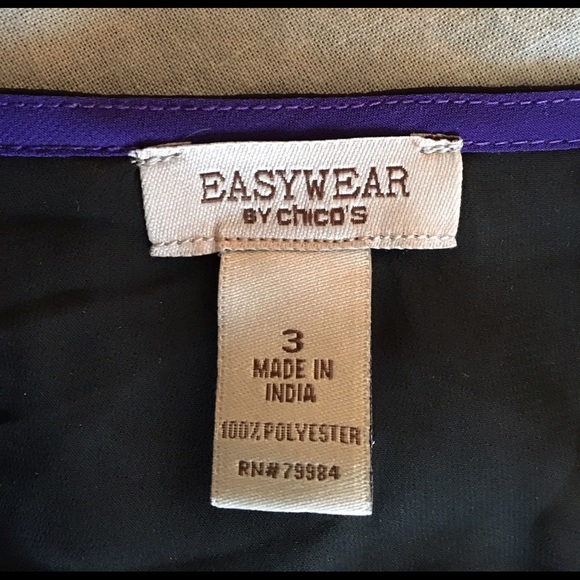 EASYWEAR
BY chico's
3
MADE IN
INDIA
100% POLYESTER
RN# 79984